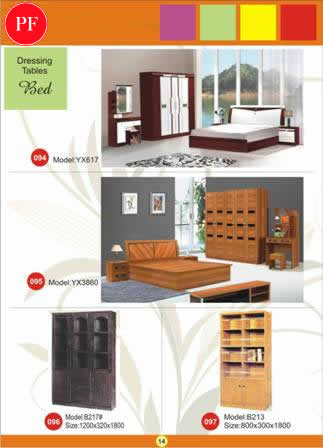 PF
Dressing
Tables
Bed
094
Model:YX617
095
Model:YX3860
096
Model:B217#
Size:1200x320x1800
097
Model:B213
Size:800x300x1800
14